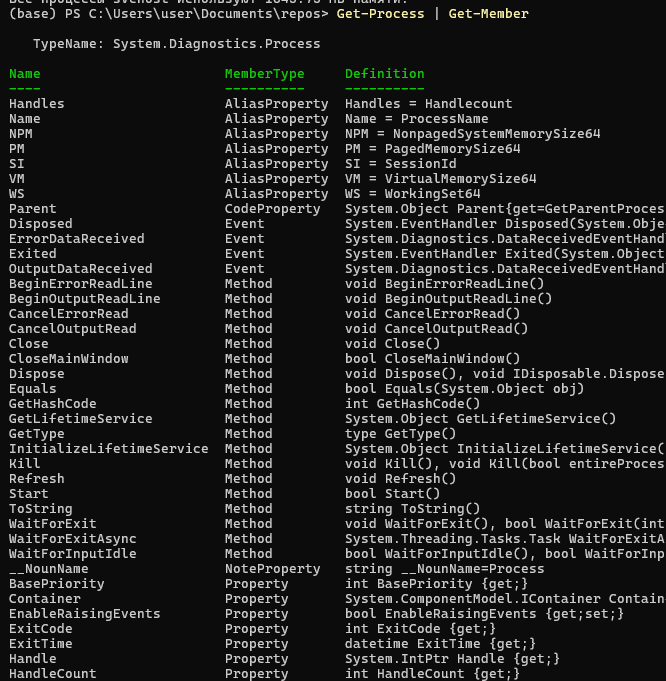 Все процессы svchost используют 1043.73 МБ памяти.
(base) PS C:\Users\user\Documents\repos> Get-Process | Get-Member
TypeName: System.Diagnostics.Process
Name MemberType Definition
---- ---------- ----------
Handles AliasProperty Handles = Handlecount
Name AliasProperty Name = ProcessName
NPM AliasProperty NPM = NonpagedSystemMemorySize64
PM AliasProperty PM = PagedMemorySize64
SI AliasProperty SI = SessionId
VM AliasProperty VM = VirtualMemorySize64
WS AliasProperty WS = WorkingSet64
Parent CodeProperty System.Object Parent{get=GetParentProces
Disposed Event System.EventHandler Disposed(System.Obje
ErrorDataReceived Event System.Diagnostics.DataReceivedEventHand
Exited Event System.EventHandler Exited(System.Object
OutputDataReceived Event System.Diagnostics.DataReceivedEventHand
BeginErrorReadLine Method void BeginErrorReadLine()
BeginOutputReadLine Method void BeginOutputReadLine()
CancelErrorRead Method void CancelErrorRead()
CancelOutputRead Method void CancelOutputRead()
Close Method void Close()
CloseMainWindow Method bool CloseMainWindow()
Dispose Method void Dispose(), void IDisposable.Dispose
Equals Method bool Equals(System.Object obj)
GetHashCode Method int GetHashCode()
GetLifetimeService Method System.Object GetLifetimeService()
GetType Method type GetType()
InitializeLifetimeService Method System.Object InitializeLifetimeService(
Kill Method void Kill(), void Kill(bool entireProces
Refresh Method void Refresh()
Start Method bool Start()
ToString Method string ToString()
WaitForExit Method void WaitForExit(), bool WaitForExit(int
WaitForExitAsync Method System.Threading.Tasks.Task WaitForExitA
WaitForInputIdle Method bool WaitForInputIdle(), bool WaitForInp
__NounName NoteProperty string __NounName=Process
BasePriority Property int BasePriority {get;}
Container Property System.ComponentModel.IContainer Contain
EnableRaisingEvents Property bool EnableRaisingEvents {get;set;}
ExitCode Property int ExitCode {get;}
ExitTime Property datetime ExitTime {get;}
Handle Property System.IntPtr Handle {get;}
HandleCount Property int HandleCount {get;}